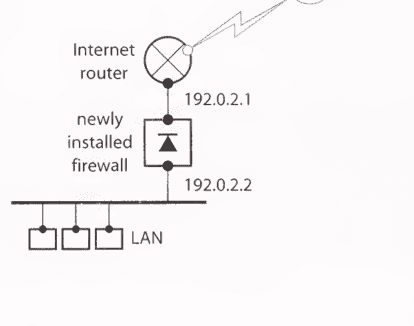 Internet
router
192.0.2.1
newly
installed
firewall
192.0.2.2
LAN